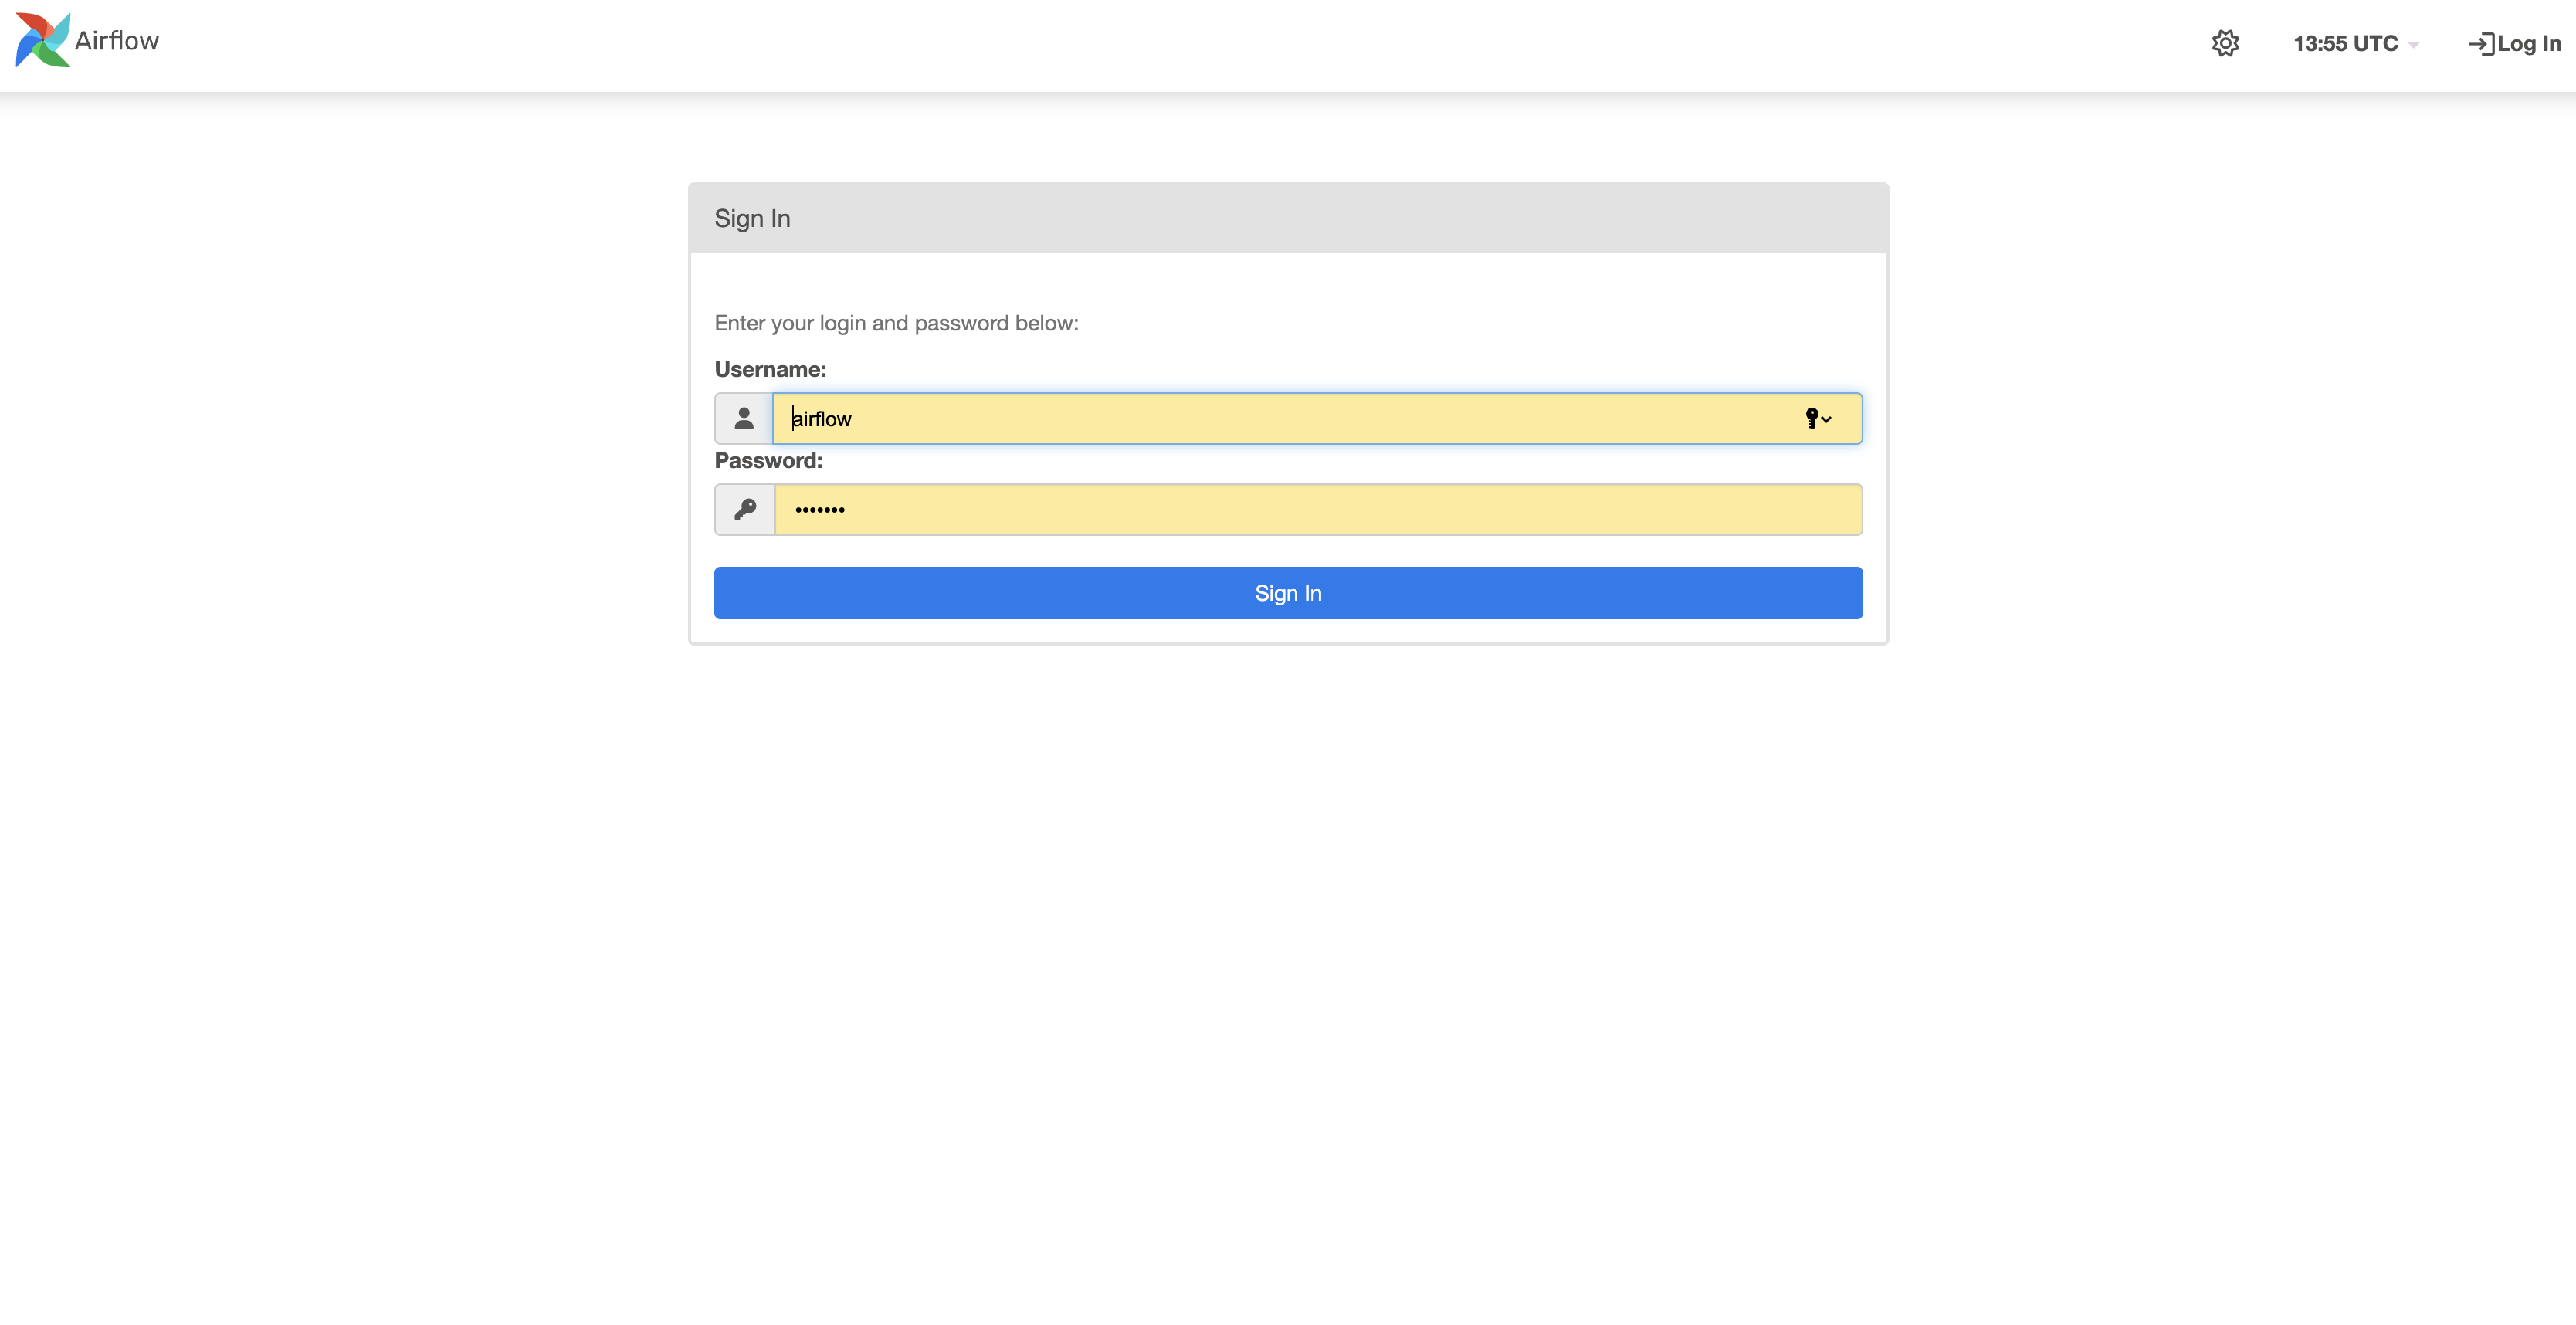 Airflow
13:55 UTC
Log In
Sign In
Enter your login and password below:
Username:
airflow
Password:
•••••••
Sign In